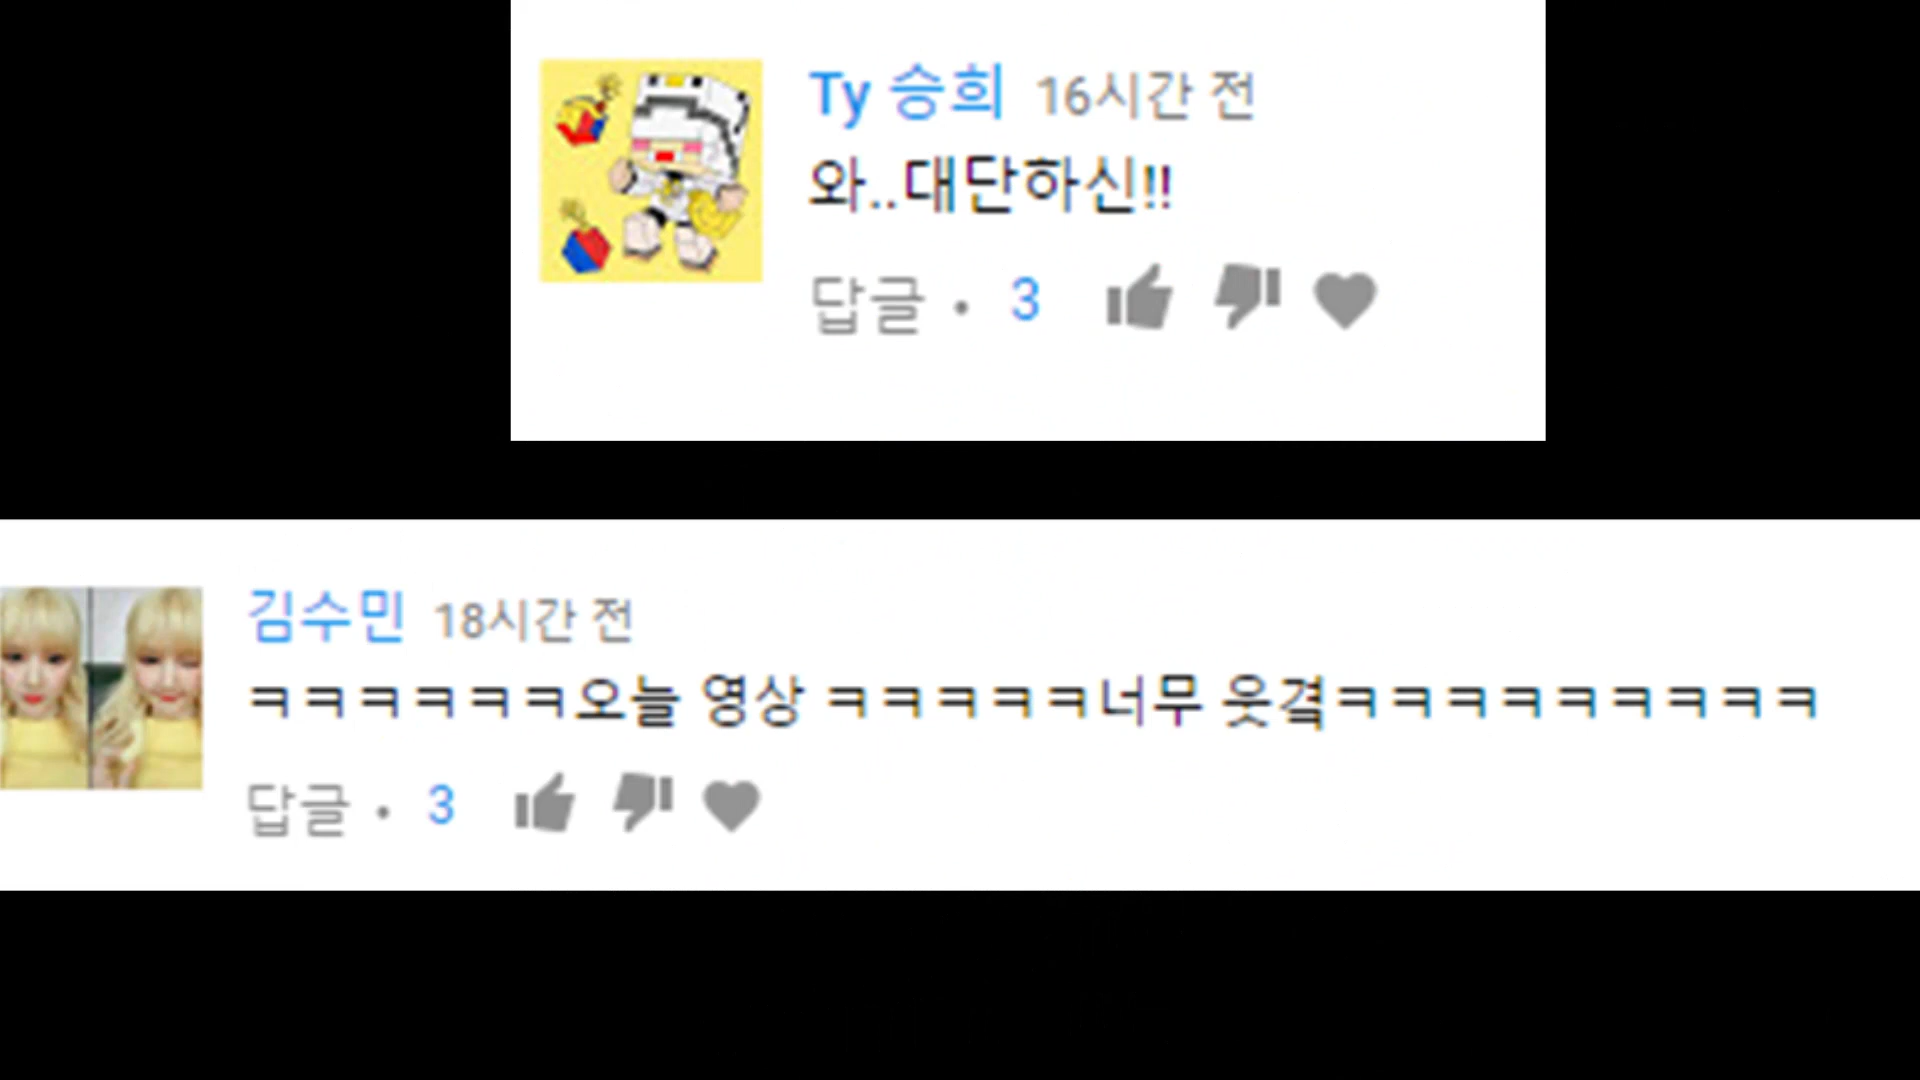 Ty 승희 16시간 전
와..대단하신!!
답글 • 3
김수민 18시간 전
ㅋㅋㅋㅋㅋㅋ오늘 영상 ㅋㅋㅋㅋㅋ너무 웃겼ㅋㅋㅋㅋㅋㅋㅋㅋㅋ
답글 • 3